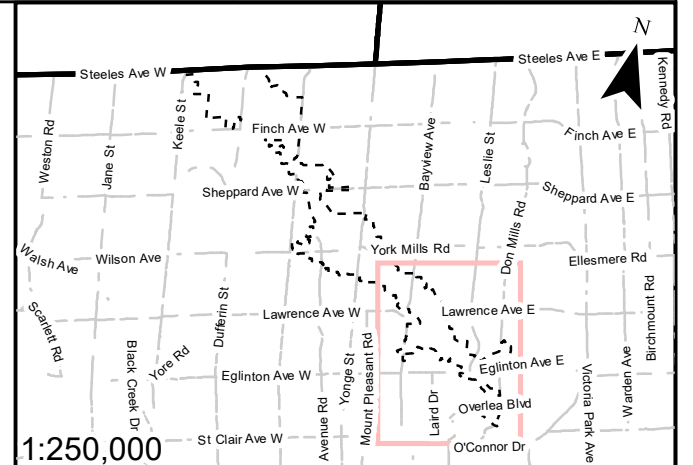 N
Steeles Ave W
Steeles Ave E
Kennedy Rd
Weston Rd
Jane St
Keele St
Finch Ave W
Bayview Ave
Leslie St
Finch Ave E
Sheppard Ave W
Sheppard Ave E
Don Mills Rd
Walsh Ave
Wilson Ave
York Mills Rd
Ellesmere Rd
Scarlett Rd
Dufferin St
Lawrence Ave W
Lawrence Ave E
Birchmount Rd
Black Creek Dr
Yore Rd
Eglinton Ave W
Avenue Rd
Yonge St
Mount Pleasant Rd
Laird Dr
Eglinton Ave E
Overlea Blvd
Victoria Park Ave
Warden Ave
St Clair Ave W
O'Connor Dr
1:250,000